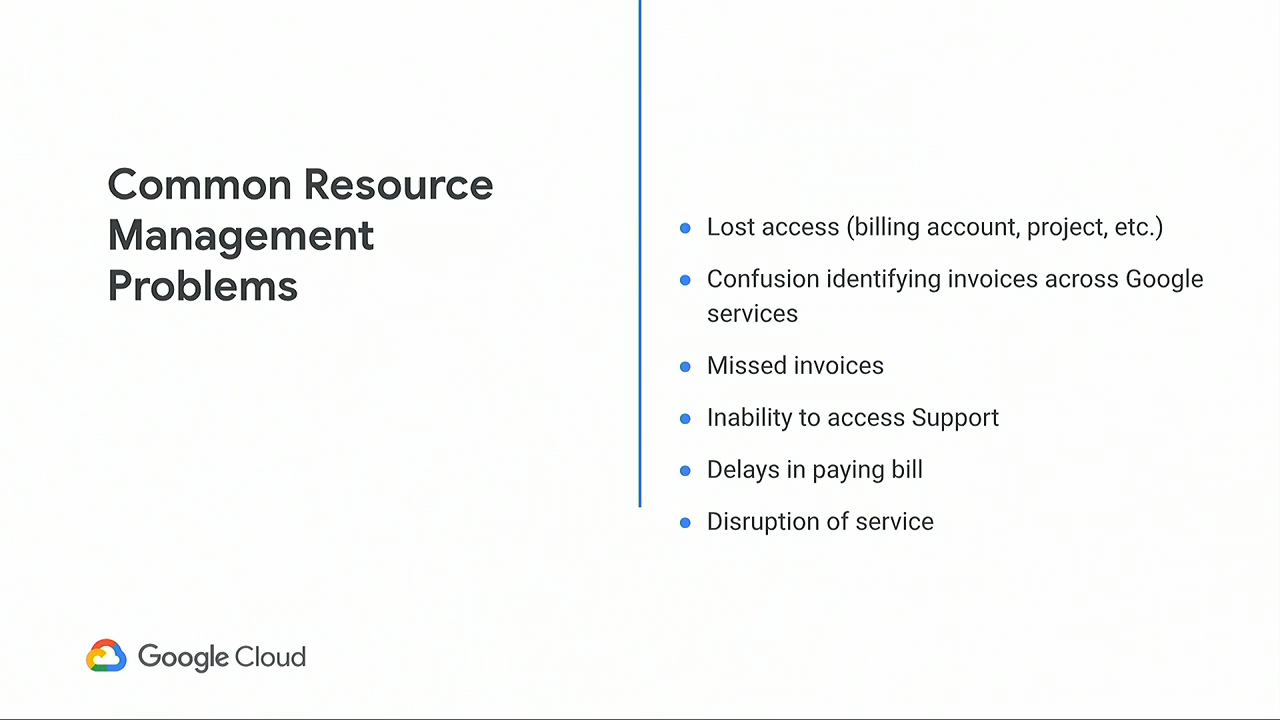 Common Resource
Management
Problems
Lost access (billing account, project, etc.)
Confusion identifying invoices across Google
services
Missed invoices
Inability to access Support
Delays in paying bill
Disruption of service
Google Cloud